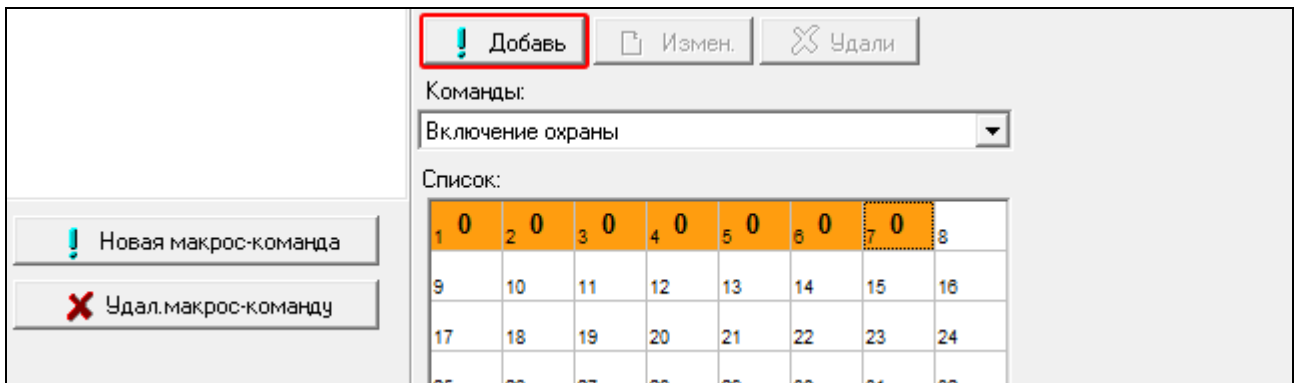 Добавь Измен. Удали
Команды:
Включение охраны
Список:
1 0 2 0 3 0 4 0 5 0 6 0 7 0 8
Новая макрос-команда
9 10 11 12 13 14 15 16
Удал.макрос-команду
17 18 19 20 21 22 23 24